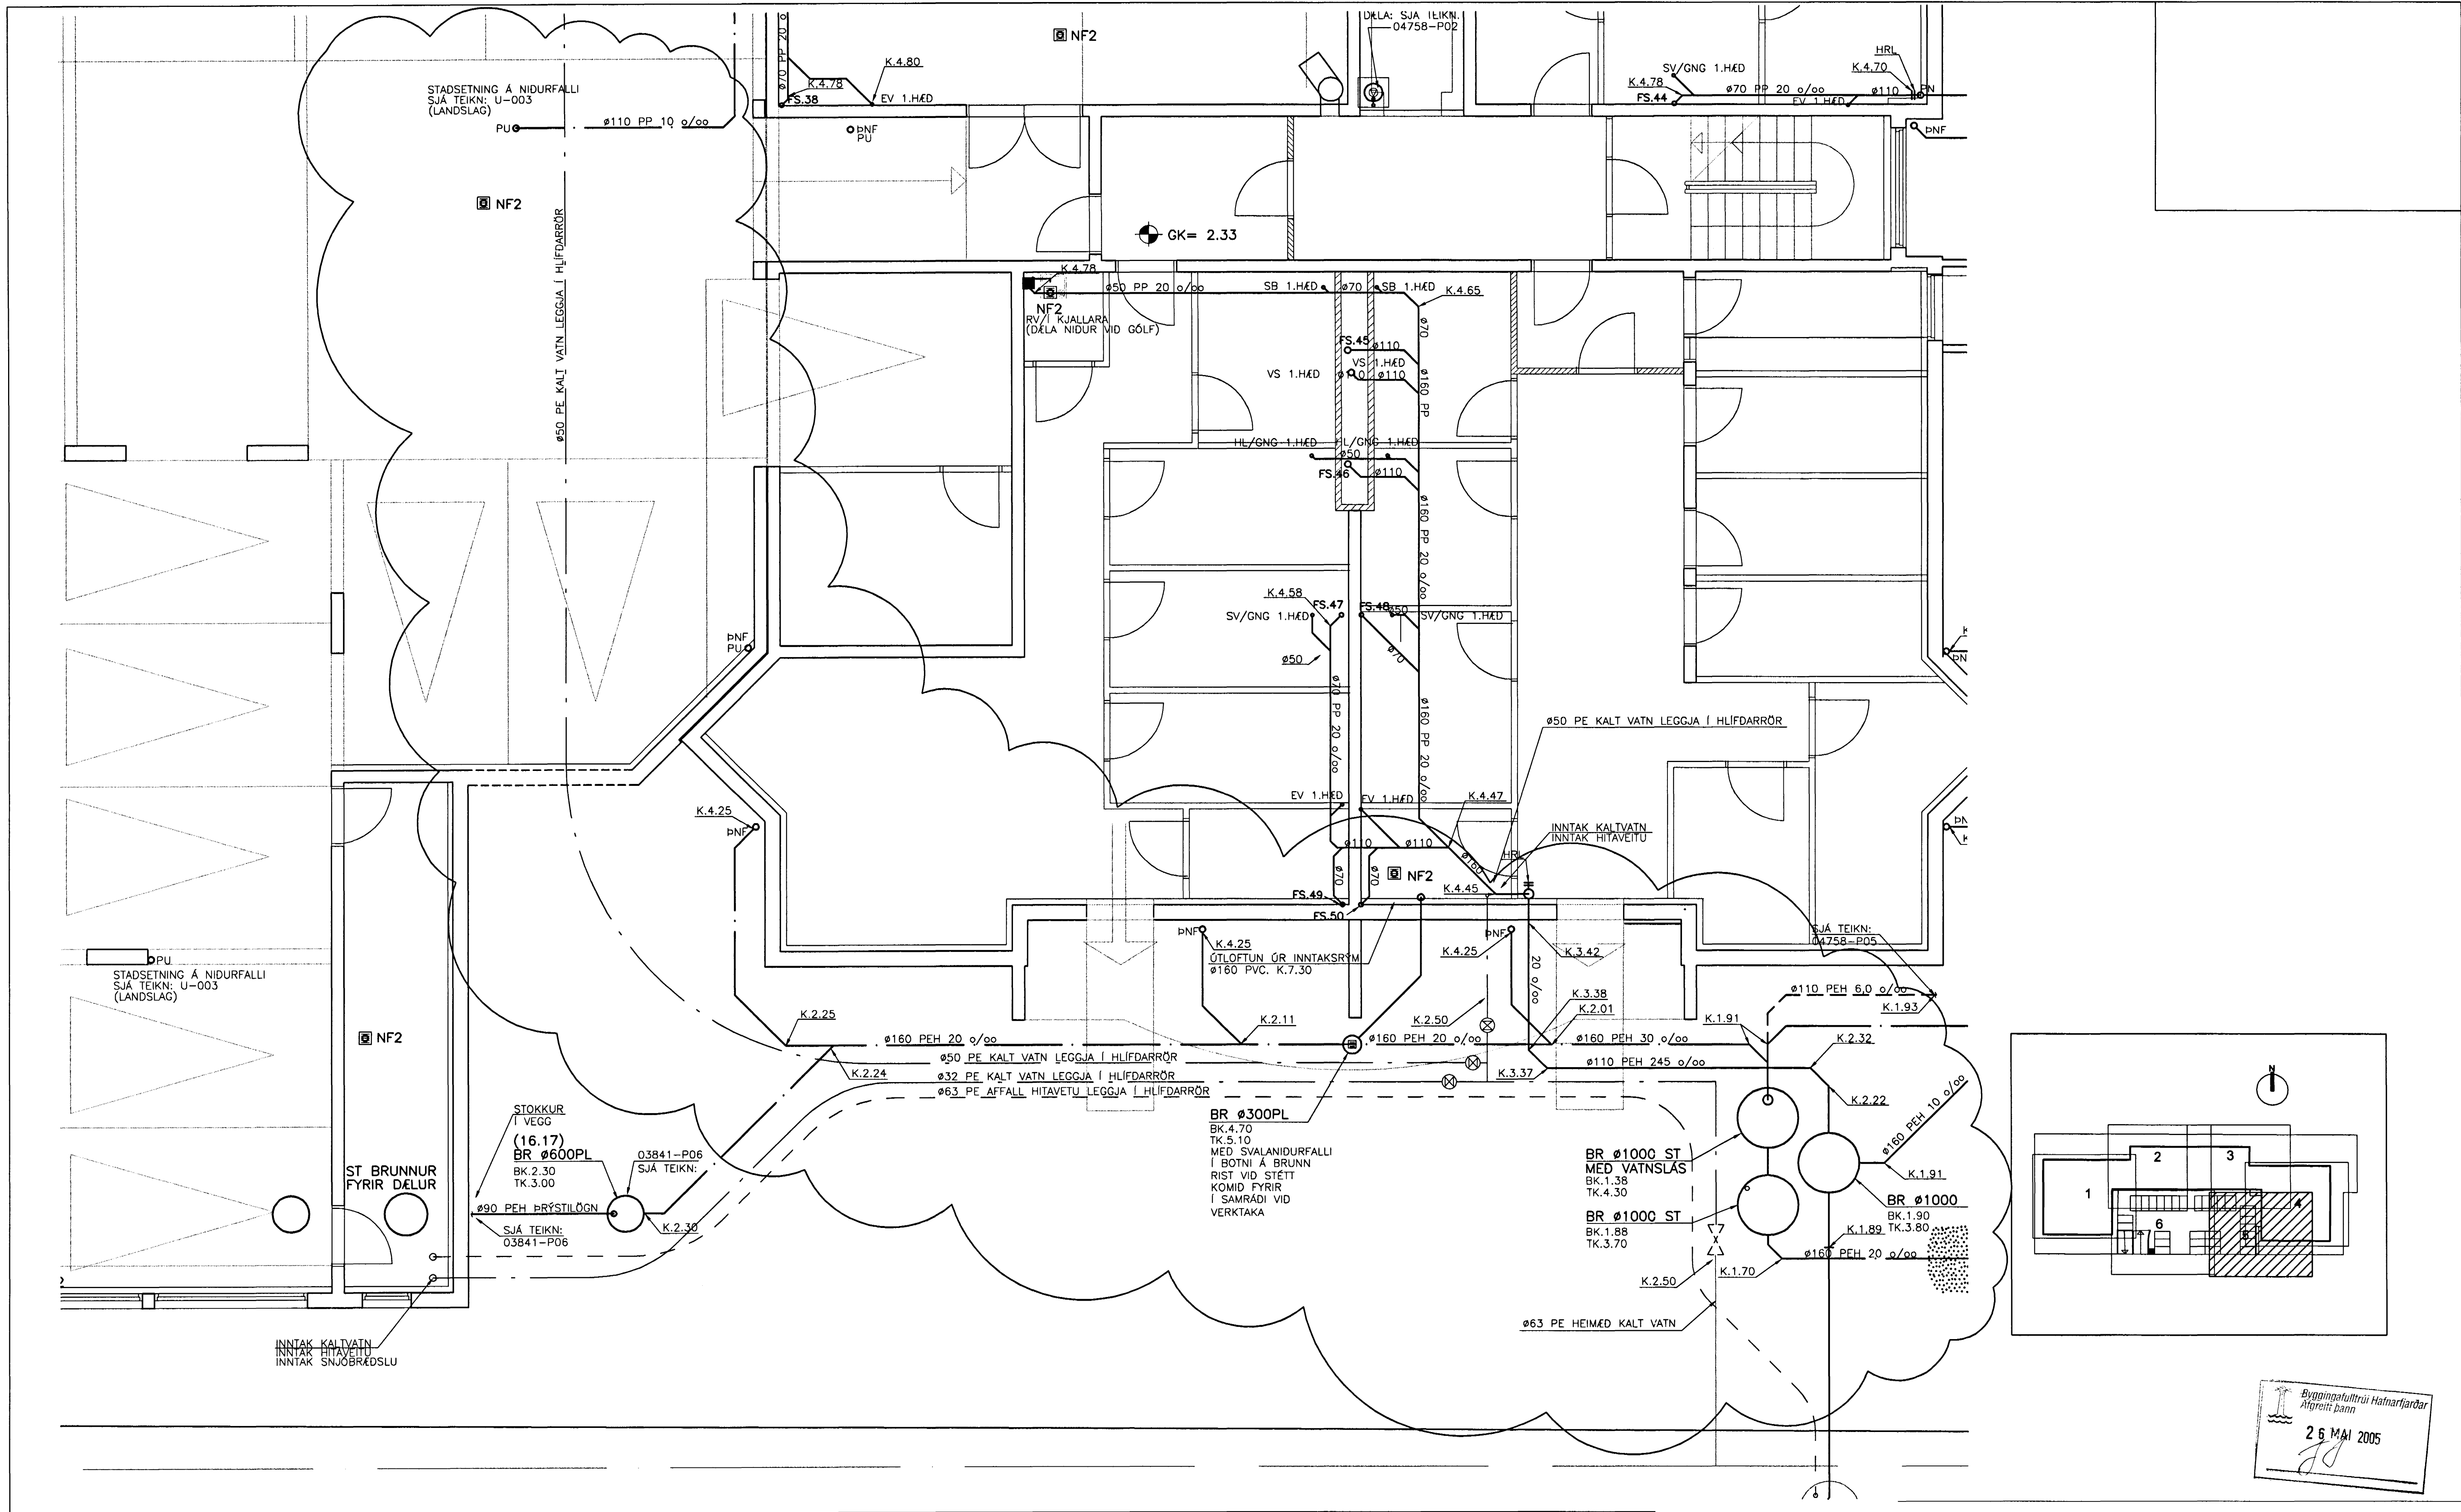 STAÐSETNING Á NIÐURFALLI
SJÁ TEIKN: U-003
(LANDSLAG)
PU
ø110 PP 10 o/oo
NF2
ø50 PE KALT VATN LEGGJA Í HLÍFÐARRÖR
ø70 PP 20
K.4.78
FS.38
K.4.80
EV 1.HÆÐ
ÞNF
PU
NF2
DÆLA: SJÁ TEIKN.
04758-P02
SV/GNG 1.HÆÐ
K.4.78
FS.44
ø70 PP 20 o/oo
EV 1.HÆÐ
ø110
HRL
K.4.70
ÞNF
GK= 2.33
K.4.78
NF2
RV/Í KJALLARA
(DÆLA NIÐUR VIÐ GÓLF)
ø50 PP 20 o/oo
SB 1.HÆÐ
ø70
SB 1.HÆÐ
K.4.65
ø70
FS.45
ø110
VS 1.HÆÐ
VS 1.HÆÐ
ø110
ø110
ø160 PP
HL/GNG 1.HÆÐ
HL/GNG 1.HÆÐ
ø50
FS.46
ø110
ø160 PP 20 o/oo
K.4.58
FS.47
FS.48
ø50
SV/GNG 1.HÆÐ
SV/GNG 1.HÆÐ
ø50
ø70
ø70 PP 20 o/oo
ø160 PP 20 o/oo
ø50 PE KALT VATN LEGGJA Í HLÍFÐARRÖR
ÞNF
PU
EV 1.HÆÐ
EV 1.HÆÐ
K.4.47
K.4.25
ÞNF
INNTAK KALTVATN
INNTAK HITAVEITU
ø110
ø110
ø160
HRL
ø70
ø70
NF2
K.4.45
FS.49
FS.50
ÞNF
K.4.25
ÚTLOFTUN ÚR INNTAKSRÝM
ø160 PVC. K.7.30
ÞNF
K.4.25
K.3.42
20 o/oo
SJÁ TEIKN:
04758-P05
PU
STAÐSETNING Á NIÐURFALLI
SJÁ TEIKN: U-003
(LANDSLAG)
NF2
K.2.25
ø160 PEH 20 o/oo
K.2.11
K.2.50
ø160 PEH 20 o/oo
K.3.38
K.2.01
ø160 PEH 30 o/oo
K.1.91
ø110 PEH 6,0 o/oo
K.1.93
K.2.32
K.2.24
ø50 PE KALT VATN LEGGJA Í HLÍFÐARRÖR
ø32 PE KALT VATN LEGGJA Í HLÍFÐARRÖR
ø63 PE AFFALL HITAVETU LEGGJA Í HLÍFÐARRÖR
K.3.37
ø110 PEH 245 o/oo
K.2.22
ø160 PEH 10 o/oo
STOKKUR
Í VEGG
(16.17)
BR ø600PL
BK.2.30
TK.3.00
03841-P06
SJÁ TEIKN:
ø90 PEH ÞRÝSTILÖGN
SJÁ TEIKN:
03841-P06
K.2.30
ST BRUNNUR
FYRIR DÆLUR
BR ø300PL
BK.4.70
TK.5.10
MEÐ SVALANIÐURFALLI
Í BOTNI Á BRUNN
RIST VIÐ STÉTT
KOMIÐ FYRIR
Í SAMRÁÐI VIÐ
VERKTAKA
BR ø1000 ST
MEÐ VATNSLÁS
BK.1.38
TK.4.30
BR ø1000 ST
BK.1.88
TK.3.70
K.1.91
BR ø1000
BK.1.90
TK.3.80
K.1.89
ø160 PEH 20 o/oo
K.2.50
K.1.70
ø63 PE HEIMÆÐ KALT VATN
INNTAK KALTVATN
INNTAK HITAVEITU
INNTAK SNJÓBRÆÐSLU
N
1
2
3
4
5
6
Byggingafulltrúi Hafnarfjarðar
Afgreitt þann
26 MAI 2005